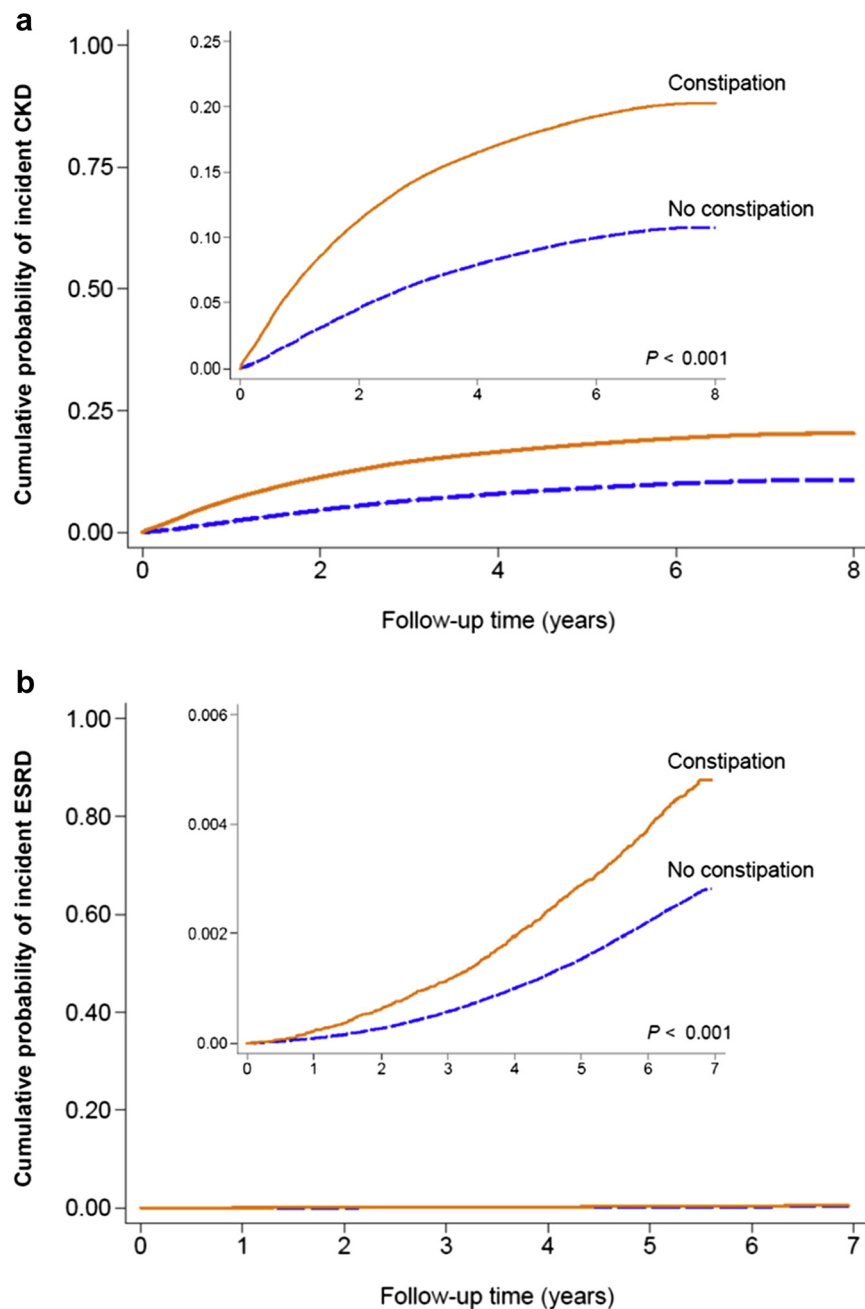 a
Cumulative probability of incident CKD
1.00
0.75
0.50
0.25
0.00
0 2 4 6 8
Follow-up time (years)
0.25
0.20
0.15
0.10
0.05
0.00
0 2 4 6 8
Constipation
No constipation
P < 0.001
b
Cumulative probability of incident ESRD
1.00
0.80
0.60
0.40
0.20
0.00
0 1 2 3 4 5 6 7
Follow-up time (years)
0.006
0.004
0.002
0.00
0 1 2 3 4 5 6 7
Constipation
No constipation
P < 0.001